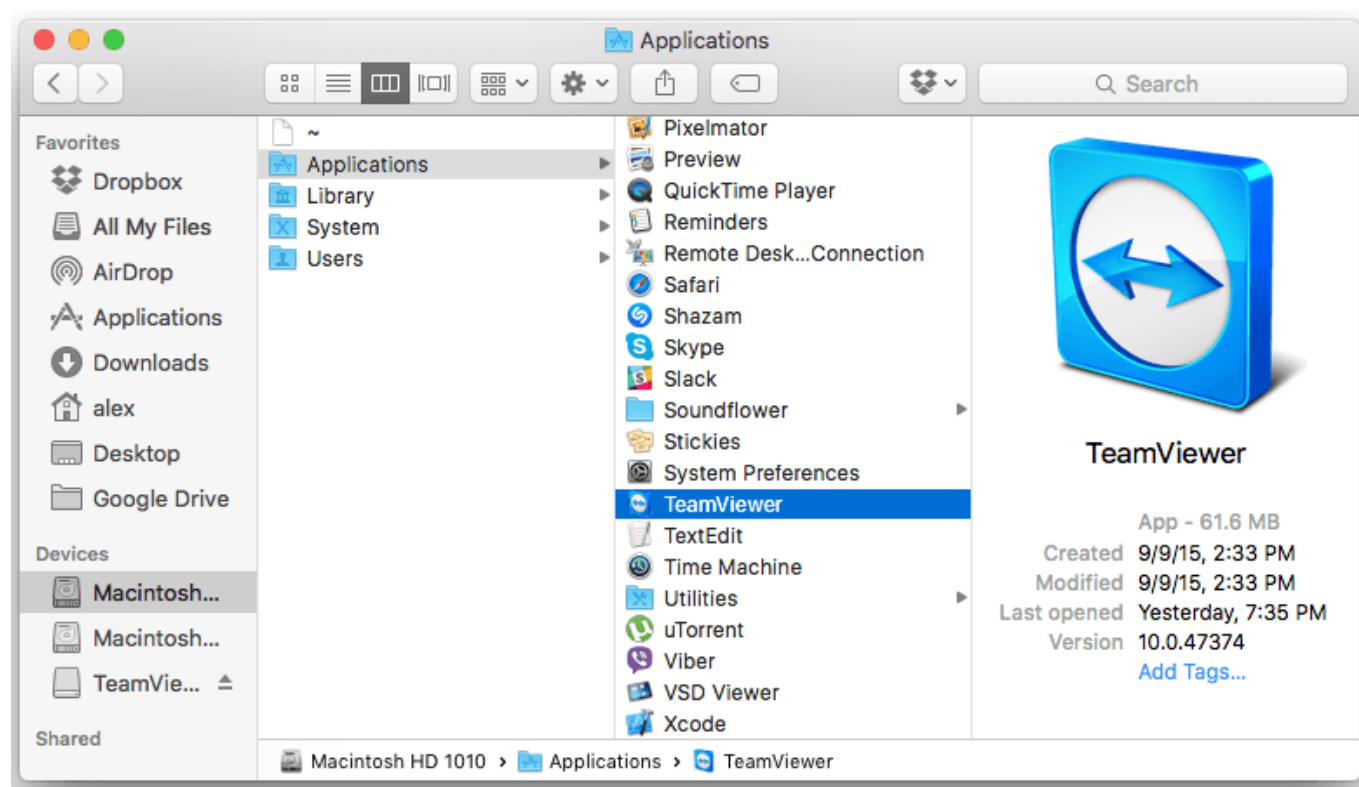 Applications
Search
Favorites
Dropbox
All My Files
AirDrop
Applications
Downloads
alex
Desktop
Google Drive
Devices
Macintosh...
Macintosh...
TeamVie...
Shared
~
Applications
Library
System
Users
Pixelmator
Preview
QuickTime Player
Reminders
Remote Desk...Connection
Safari
Shazam
Skype
Slack
Soundflower
Stickies
System Preferences
TeamViewer
TextEdit
Time Machine
Utilities
uTorrent
Viber
VSD Viewer
Xcode
TeamViewer
App - 61.6 MB
Created 9/9/15, 2:33 PM
Modified 9/9/15, 2:33 PM
Last opened Yesterday, 7:35 PM
Version 10.0.47374
Add Tags...
Macintosh HD 1010 › Applications › TeamViewer